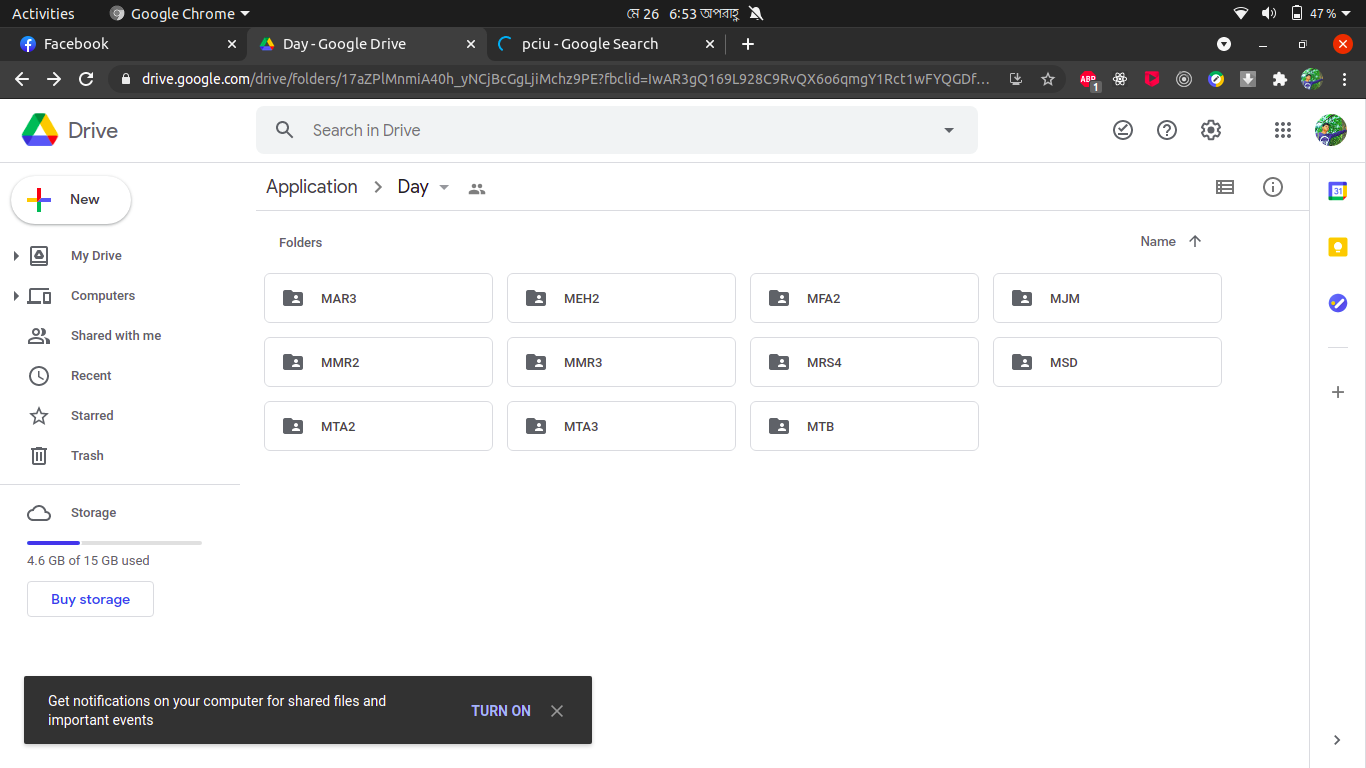 Activities Google Chrome মে 26 6:53 অপরাহ্ণ 47 %
Facebook Day - Google Drive pciu - Google Search
drive.google.com/drive/folders/17aZPlMnmiA40h_yNCjBcGgLjiMchz9PE?fbclid=IwAR3gQ169L928C9RvQX6o6qmgY1Rct1wFYQGDf... ABP 1
Drive Search in Drive
New
Application Day
31
My Drive
Computers
Shared with me
Recent
Starred
Trash
Storage
4.6 GB of 15 GB used
Buy storage
Folders Name
MAR3 MEH2 MFA2 MJM
MMR2 MMR3 MRS4 MSD
MTA2 MTA3 MTB
Get notifications on your computer for shared files and
important events
TURN ON